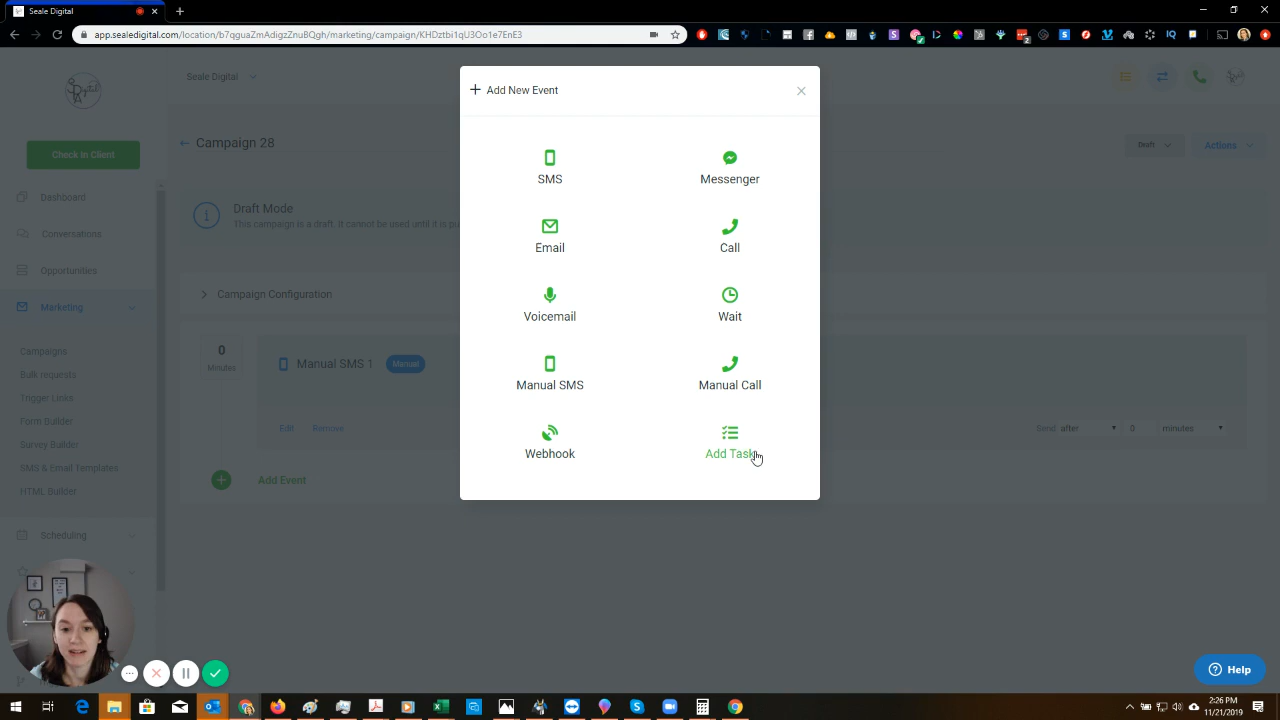 Seale Digital
app.sealedigital.com/location/b7qguaZmAdigzZnuBQgh/marketing/campaign/KHDztbi1qU3Oo1e7EnE3
Seale Digital
Check In Client
Dashboard
Conversations
Opportunities
Marketing
Campaigns
Bulk requests
Trigger Links
Form Builder
Survey Builder
SMS & Email Templates
HTML Builder
Scheduling
Campaign 28
Draft
Actions
Draft Mode
This campaign is a draft. It cannot be used until it is pu
Campaign Configuration
0
Minutes
Manual SMS 1
Manual
Edit
Remove
Send after 0 minutes
Add Event
Add New Event
SMS
Messenger
Email
Call
Voicemail
Wait
Manual SMS
Manual Call
Webhook
Add Task
Help
2:26 PM
11/21/2019